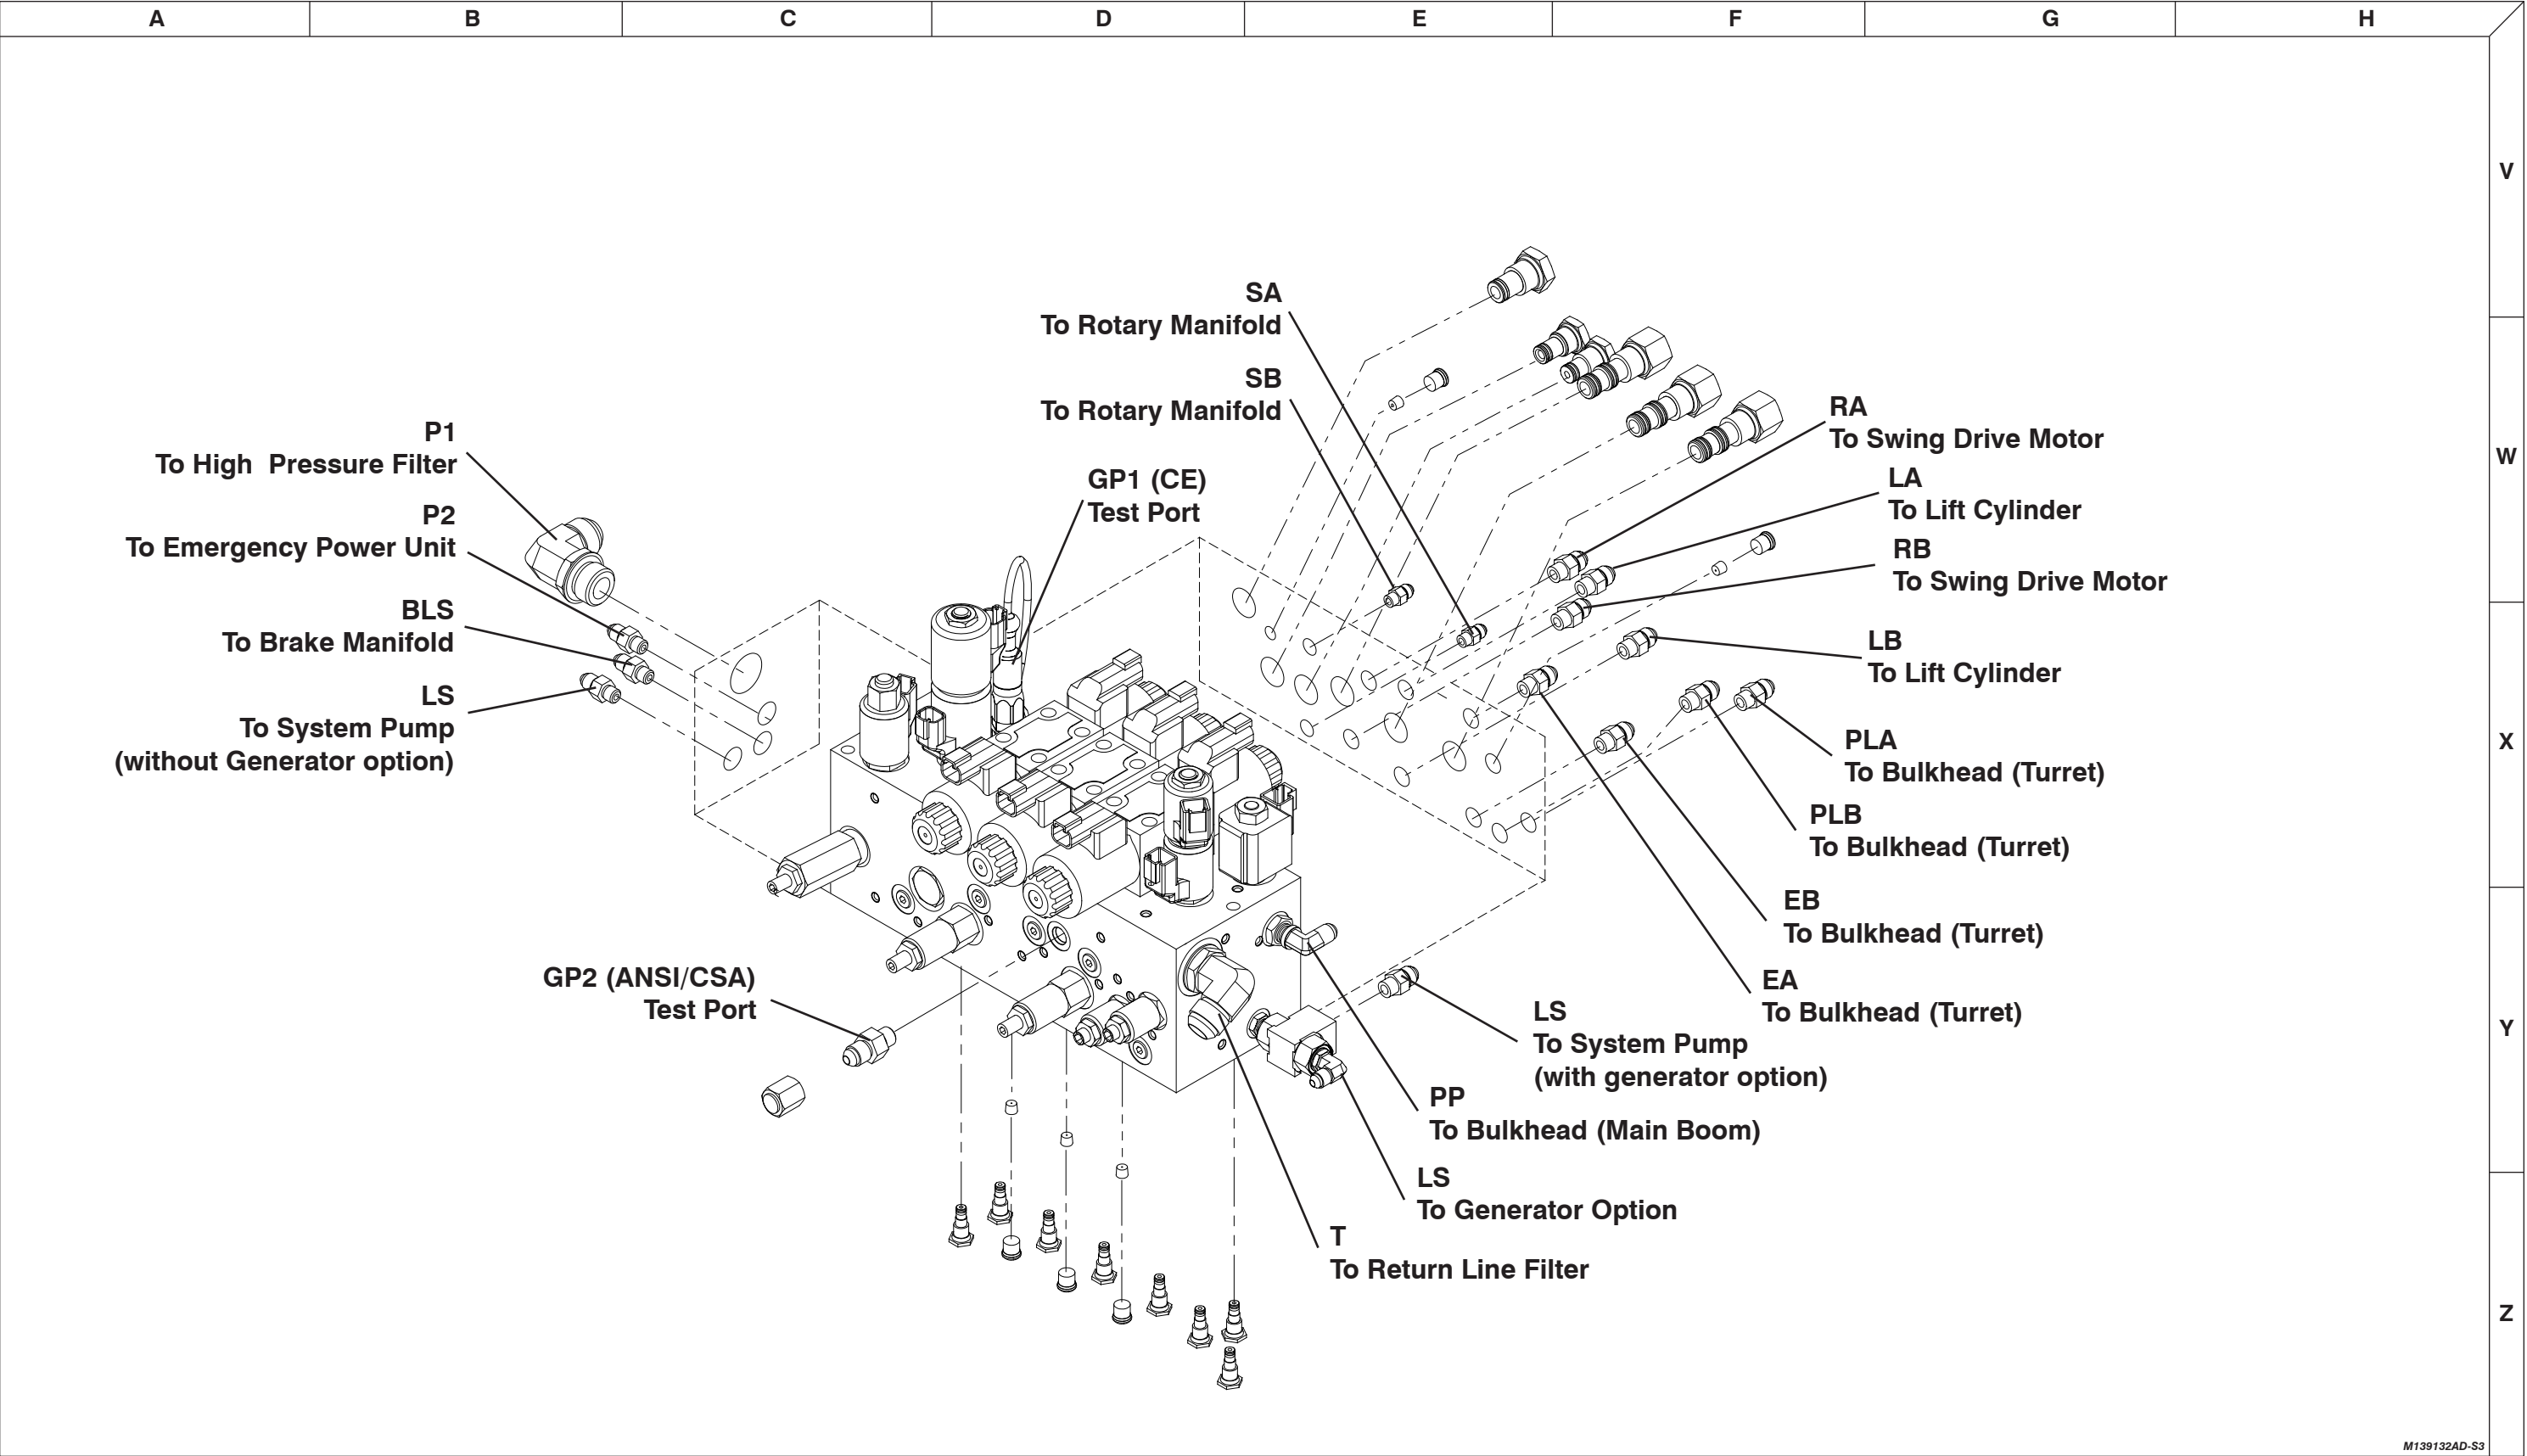 A B C D E F G H
V
W
X
Y
Z
SA
To Rotary Manifold
SB
To Rotary Manifold
P1
To High  Pressure Filter
P2
To Emergency Power Unit
BLS
To Brake Manifold
LS
To System Pump
(without Generator option)
GP1 (CE)
Test Port
RA
To Swing Drive Motor
LA
To Lift Cylinder
RB
To Swing Drive Motor
LB
To Lift Cylinder
PLA
To Bulkhead (Turret)
PLB
To Bulkhead (Turret)
EB
To Bulkhead (Turret)
EA
To Bulkhead (Turret)
GP2 (ANSI/CSA)
Test Port
LS
To System Pump
(with generator option)
PP
To Bulkhead (Main Boom)
LS
To Generator Option
T
To Return Line Filter
M139132AD-S3